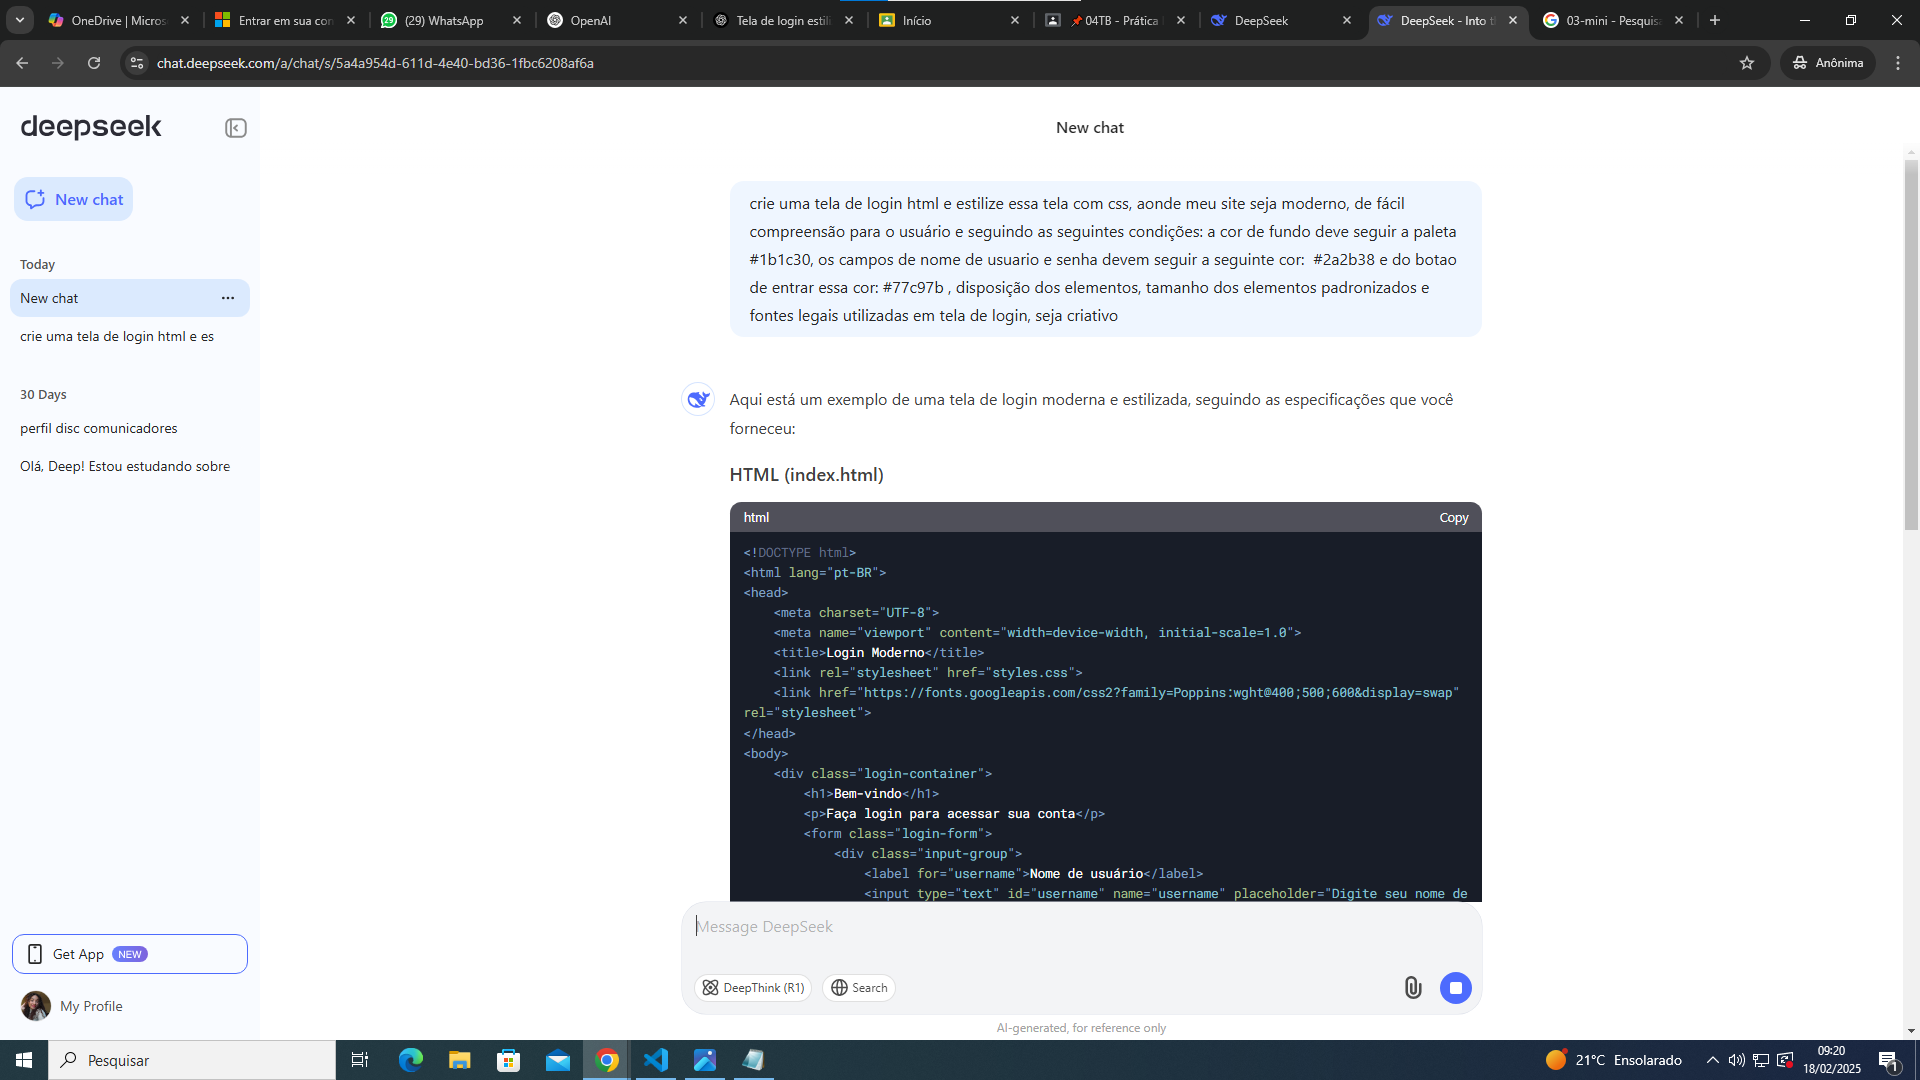 OneDrive | Micros
Entrar em sua con
(29) WhatsApp
OpenAI
Tela de login estili
Início
04TB - Prática
DeepSeek
DeepSeek - Into t
03-mini - Pesquisa
chat.deepseek.com/a/chat/s/5a4a954d-611d-4e40-bd36-1fbc6208af6a
Anônima
deepseek
New chat
Today
New chat
crie uma tela de login html e es
30 Days
perfil disc comunicadores
Olá, Deep! Estou estudando sobre
Get App NEW
My Profile
New chat
crie uma tela de login html e estilize essa tela com css, aonde meu site seja moderno, de fácil
compreensão para o usuário e seguindo as seguintes condições: a cor de fundo deve seguir a paleta
#1b1c30, os campos de nome de usuario e senha devem seguir a seguinte cor:  #2a2b38 e do botao
de entrar essa cor: #77c97b , disposição dos elementos, tamanho dos elementos padronizados e
fontes legais utilizadas em tela de login, seja criativo
Aqui está um exemplo de uma tela de login moderna e estilizada, seguindo as especificações que você
forneceu:
HTML (index.html)
html
Copy
<!DOCTYPE html>
<html lang="pt-BR">
<head>
<meta charset="UTF-8">
<meta name="viewport" content="width=device-width, initial-scale=1.0">
<title>Login Moderno</title>
<link rel="stylesheet" href="styles.css">
<link href="https://fonts.googleapis.com/css2?family=Poppins:wght@400;500;600&display=swap"
rel="stylesheet">
</head>
<body>
<div class="login-container">
<h1>Bem-vindo</h1>
<p>Faça login para acessar sua conta</p>
<form class="login-form">
<div class="input-group">
<label for="username">Nome de usuário</label>
<input type="text" id="username" name="username" placeholder="Digite seu nome de
Message DeepSeek
DeepThink (R1)
Search
AI-generated, for reference only
Pesquisar
21°C Ensolarado
09:20
18/02/2025
1